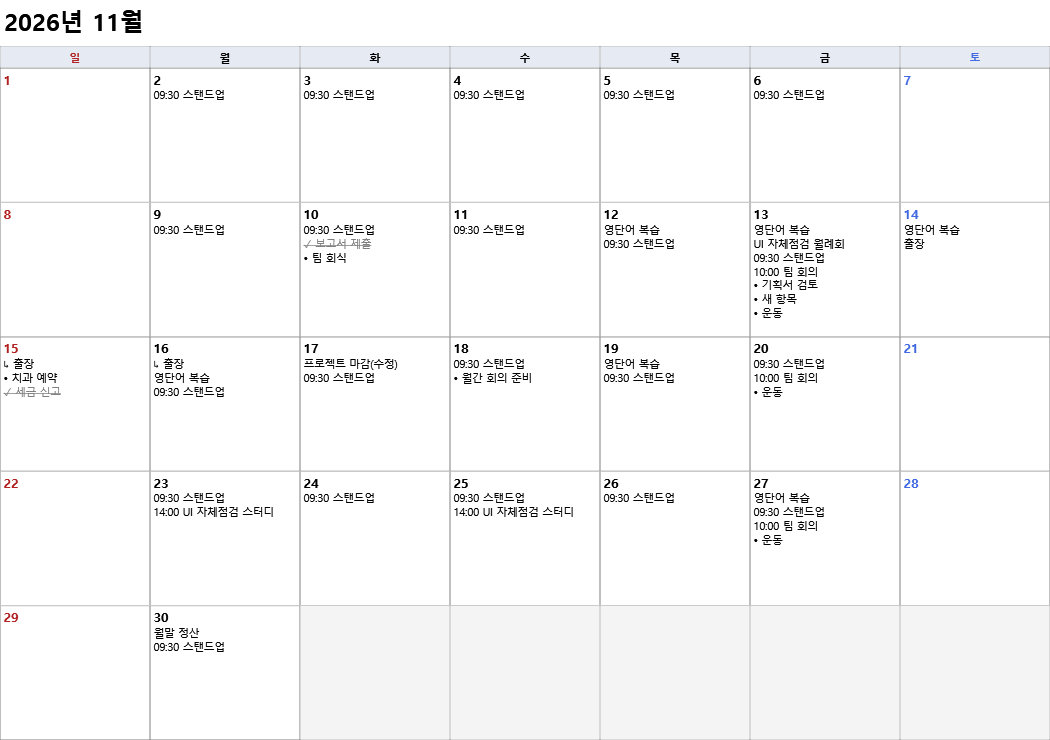 2026년 11월
일 월 화 수 목 금 토
1
2
09:30 스탠드업
3
09:30 스탠드업
4
09:30 스탠드업
5
09:30 스탠드업
6
09:30 스탠드업
7
8
9
09:30 스탠드업
10
09:30 스탠드업
✓ 보고서 제출
• 팀 회식
11
09:30 스탠드업
12
영단어 복습
09:30 스탠드업
13
영단어 복습
UI 자체점검 월례회
09:30 스탠드업
10:00 팀 회의
• 기획서 검토
• 새 항목
• 운동
14
영단어 복습
출장
15
↳ 출장
• 치과 예약
✓ 세금 신고
16
↳ 출장
영단어 복습
09:30 스탠드업
17
프로젝트 마감(수정)
09:30 스탠드업
18
09:30 스탠드업
• 월간 회의 준비
19
영단어 복습
09:30 스탠드업
20
09:30 스탠드업
10:00 팀 회의
• 운동
21
22
23
09:30 스탠드업
14:00 UI 자체점검 스터디
24
09:30 스탠드업
25
09:30 스탠드업
14:00 UI 자체점검 스터디
26
09:30 스탠드업
27
영단어 복습
09:30 스탠드업
10:00 팀 회의
• 운동
28
29
30
월말 정산
09:30 스탠드업